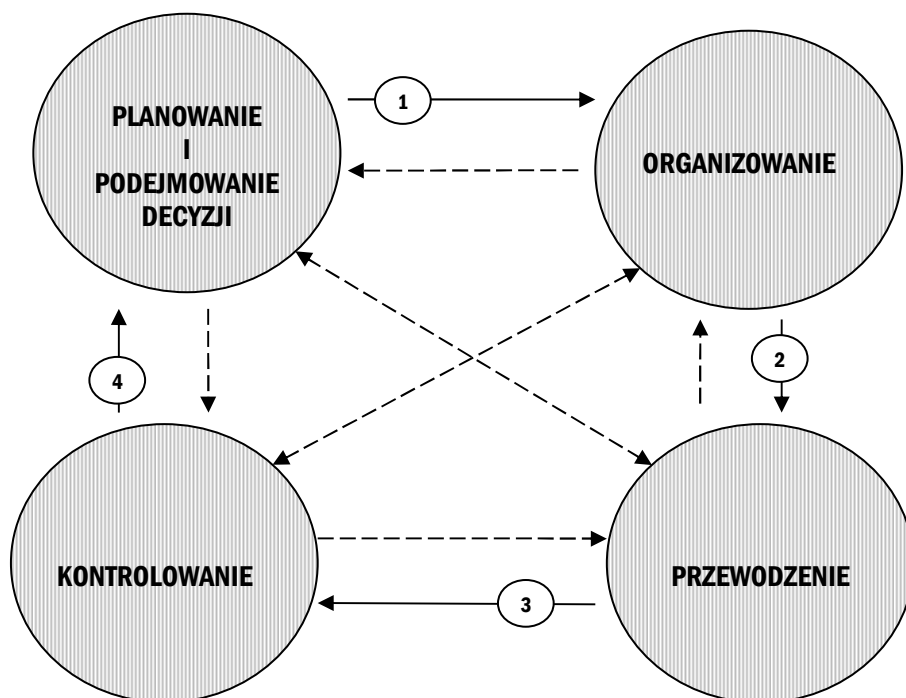 PLANOWANIE
I
PODEJMOWANIE
DECYZJI
1
ORGANIZOWANIE
4
2
KONTROLOWANIE
3
PRZEWODZENIE